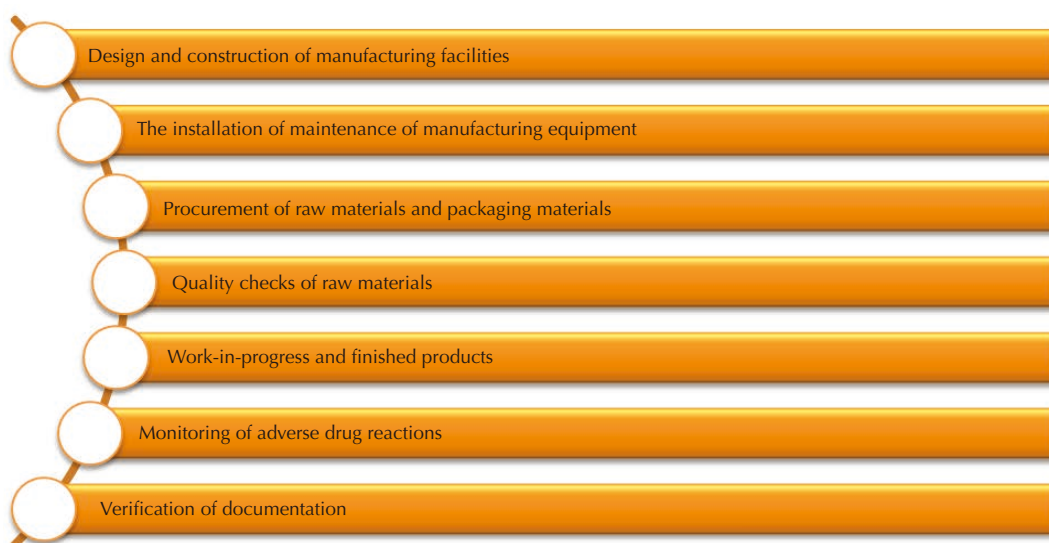 Design and construction of manufacturing facilities
The installation of maintenance of manufacturing equipment
Procurement of raw materials and packaging materials
Quality checks of raw materials
Work-in-progress and finished products
Monitoring of adverse drug reactions
Verification of documentation